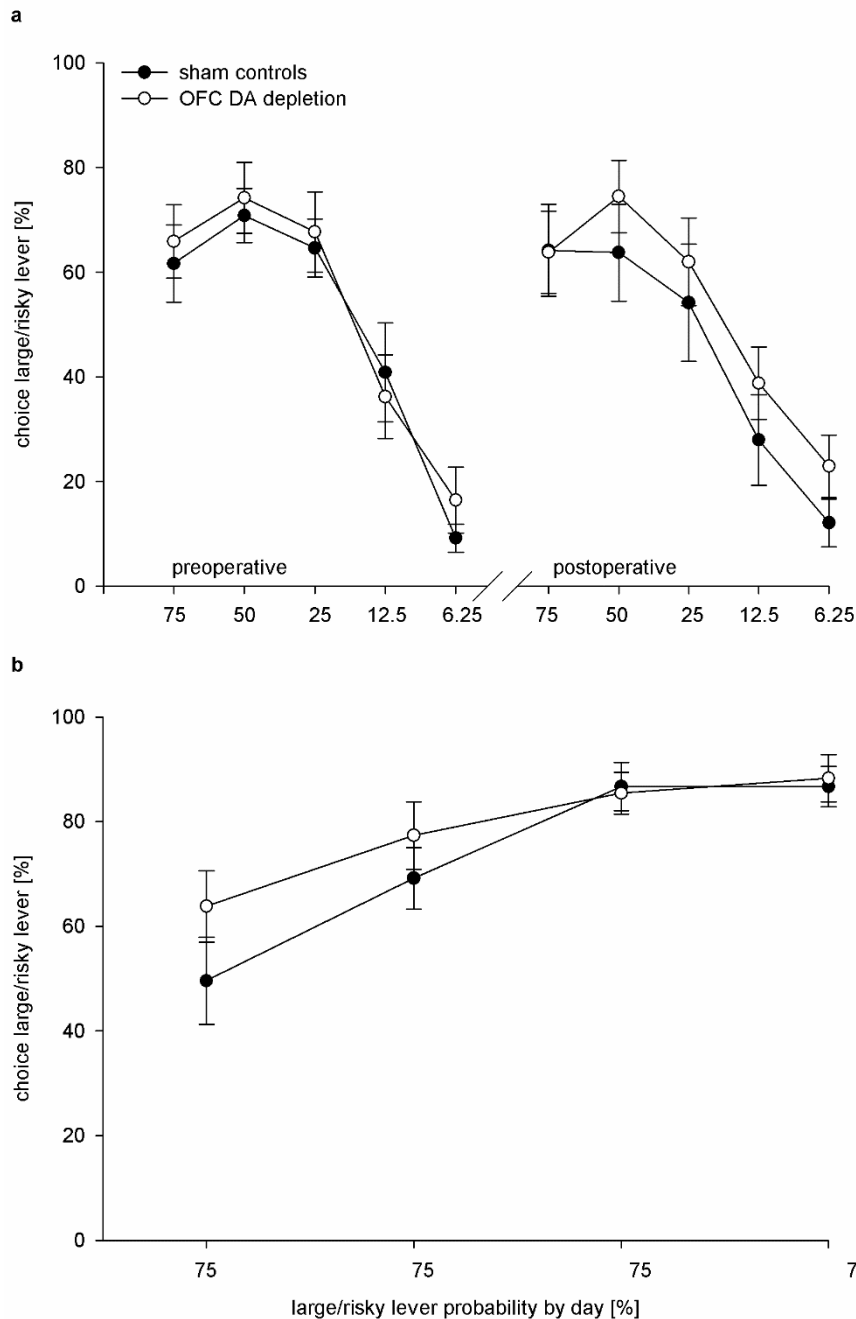 a
100
80
60
40
20
0
choice large/risky lever [%]
sham controls
OFC DA depletion
preoperative
postoperative
75 50 25 12.5 6.25 75 50 25 12.5 6.25
b
100
80
60
40
20
0
choice large/risky lever [%]
75 75 75 7
large/risky lever probability by day [%]